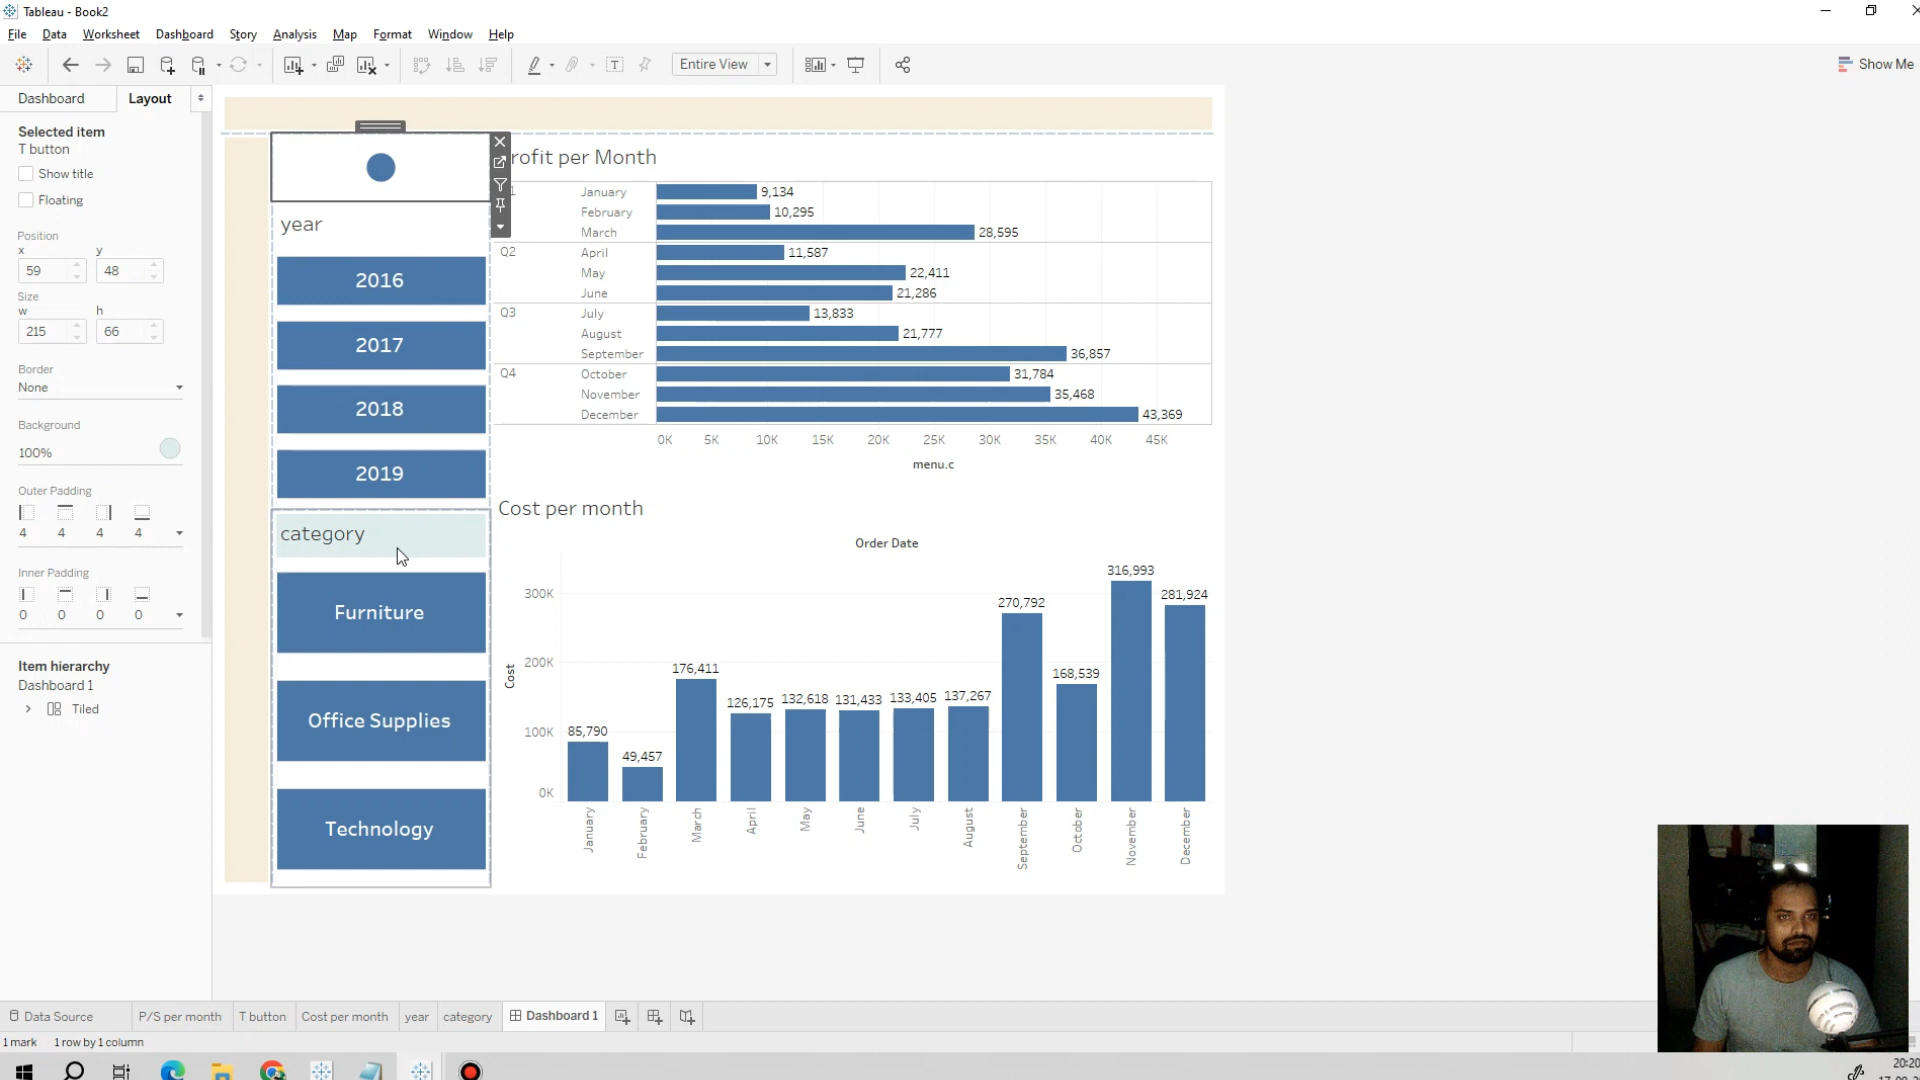 Tableau - Book2
File Data Worksheet Dashboard Story Analysis Map Format Window Help
Entire View
Show Me
Dashboard Layout
Selected item
T button
Show title
Floating
Position
x y
59 48
Size
w h
215 66
Border
None
Background
100%
Outer Padding
4 4 4 4
Inner Padding
0 0 0 0
Item hierarchy
Dashboard 1
Tiled
year
2016
2017
2018
2019
category
Furniture
Office Supplies
Technology
rofit per Month
January 9,134
February 10,295
March 28,595
Q2 April 11,587
May 22,411
June 21,286
Q3 July 13,833
August 21,777
September 36,857
Q4 October 31,784
November 35,468
December 43,369
0K 5K 10K 15K 20K 25K 30K 35K 40K 45K
menu.c
Cost per month
Order Date
Cost
300K
200K
100K
0K
85,790 49,457 176,411 126,175 132,618 131,433 133,405 137,267 270,792 168,539 316,993 281,924
January February March April May June July August September October November December
Data Source P/S per month T button Cost per month year category Dashboard 1
1 mark 1 row by 1 column
20:20